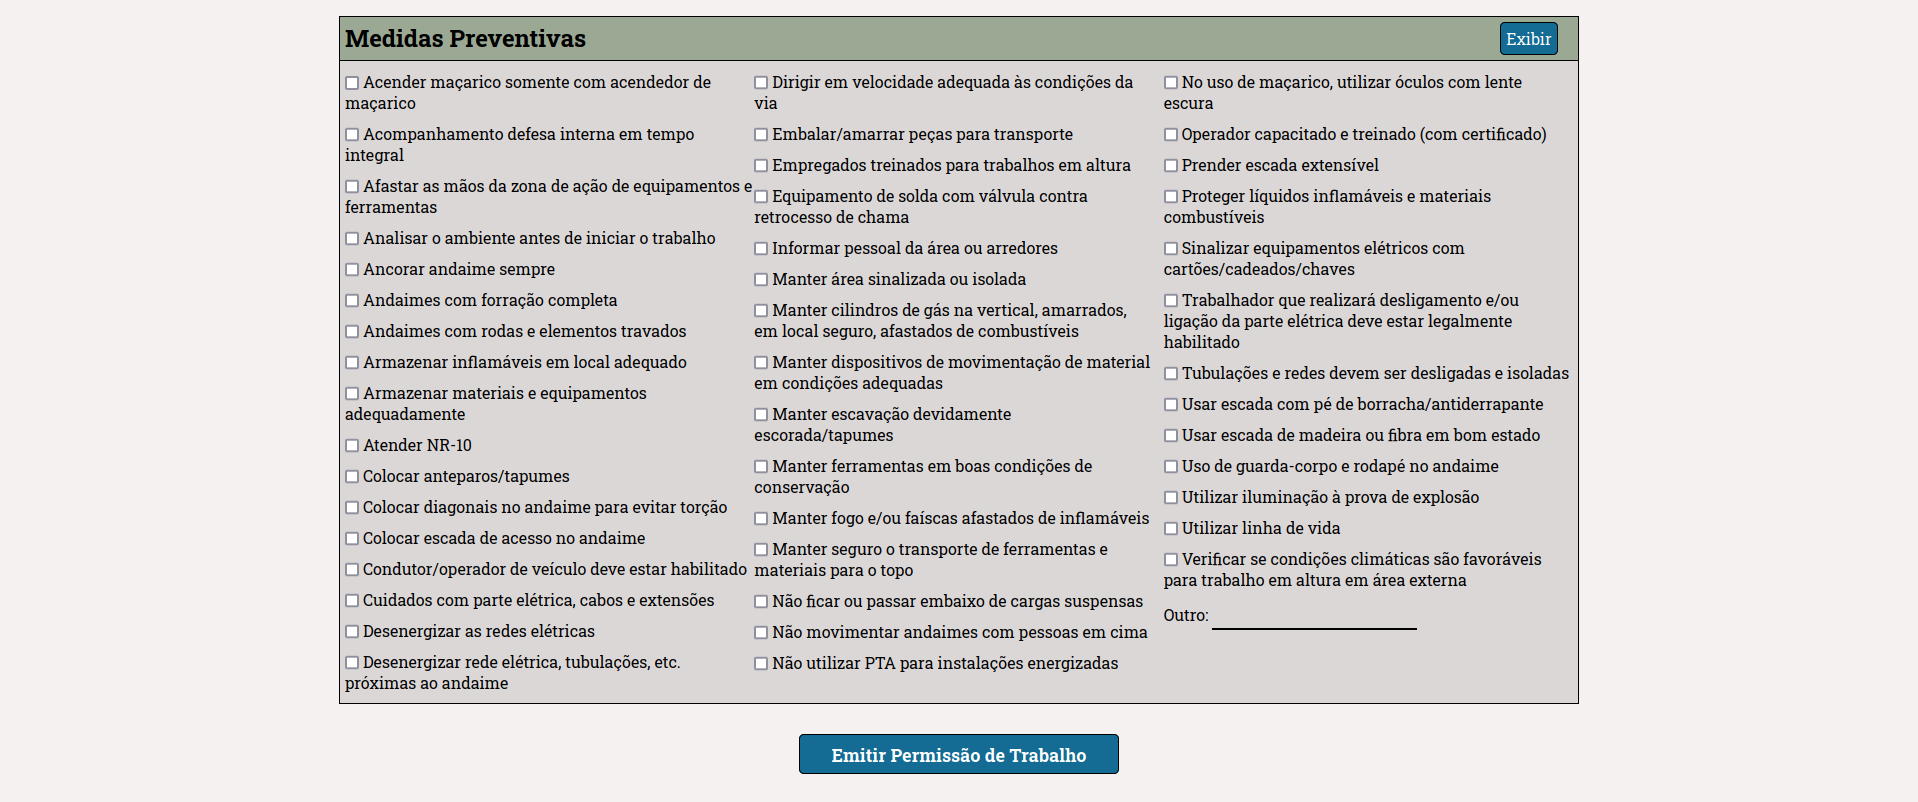 Medidas Preventivas
Exibir
Acender maçarico somente com acendedor de
maçarico
Acompanhamento defesa interna em tempo
integral
Afastar as mãos da zona de ação de equipamentos e
ferramentas
Analisar o ambiente antes de iniciar o trabalho
Ancorar andaime sempre
Andaimes com forração completa
Andaimes com rodas e elementos travados
Armazenar inflamáveis em local adequado
Armazenar materiais e equipamentos
adequadamente
Atender NR-10
Colocar anteparos/tapumes
Colocar diagonais no andaime para evitar torção
Colocar escada de acesso no andaime
Condutor/operador de veículo deve estar habilitado
Cuidados com parte elétrica, cabos e extensões
Desenergizar as redes elétricas
Desenergizar rede elétrica, tubulações, etc.
próximas ao andaime
Dirigir em velocidade adequada às condições da
via
Embalar/amarrar peças para transporte
Empregados treinados para trabalhos em altura
Equipamento de solda com válvula contra
retrocesso de chama
Informar pessoal da área ou arredores
Manter área sinalizada ou isolada
Manter cilindros de gás na vertical, amarrados,
em local seguro, afastados de combustíveis
Manter dispositivos de movimentação de material
em condições adequadas
Manter escavação devidamente
escorada/tapumes
Manter ferramentas em boas condições de
conservação
Manter fogo e/ou faíscas afastados de inflamáveis
Manter seguro o transporte de ferramentas e
materiais para o topo
Não ficar ou passar embaixo de cargas suspensas
Não movimentar andaimes com pessoas em cima
Não utilizar PTA para instalações energizadas
No uso de maçarico, utilizar óculos com lente
escura
Operador capacitado e treinado (com certificado)
Prender escada extensível
Proteger líquidos inflamáveis e materiais
combustíveis
Sinalizar equipamentos elétricos com
cartões/cadeados/chaves
Trabalhador que realizará desligamento e/ou
ligação da parte elétrica deve estar legalmente
habilitado
Tubulações e redes devem ser desligadas e isoladas
Usar escada com pé de borracha/antiderrapante
Usar escada de madeira ou fibra em bom estado
Uso de guarda-corpo e rodapé no andaime
Utilizar iluminação à prova de explosão
Utilizar linha de vida
Verificar se condições climáticas são favoráveis
para trabalho em altura em área externa
Outro:
Emitir Permissão de Trabalho